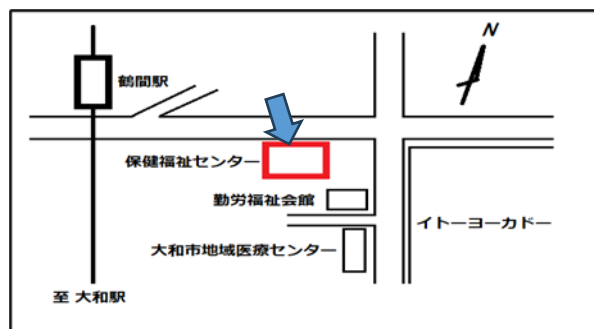 N
鶴間駅
保健福祉センター
勤労福祉会館
イトーヨーカドー
大和市地域医療センター
至 大和駅